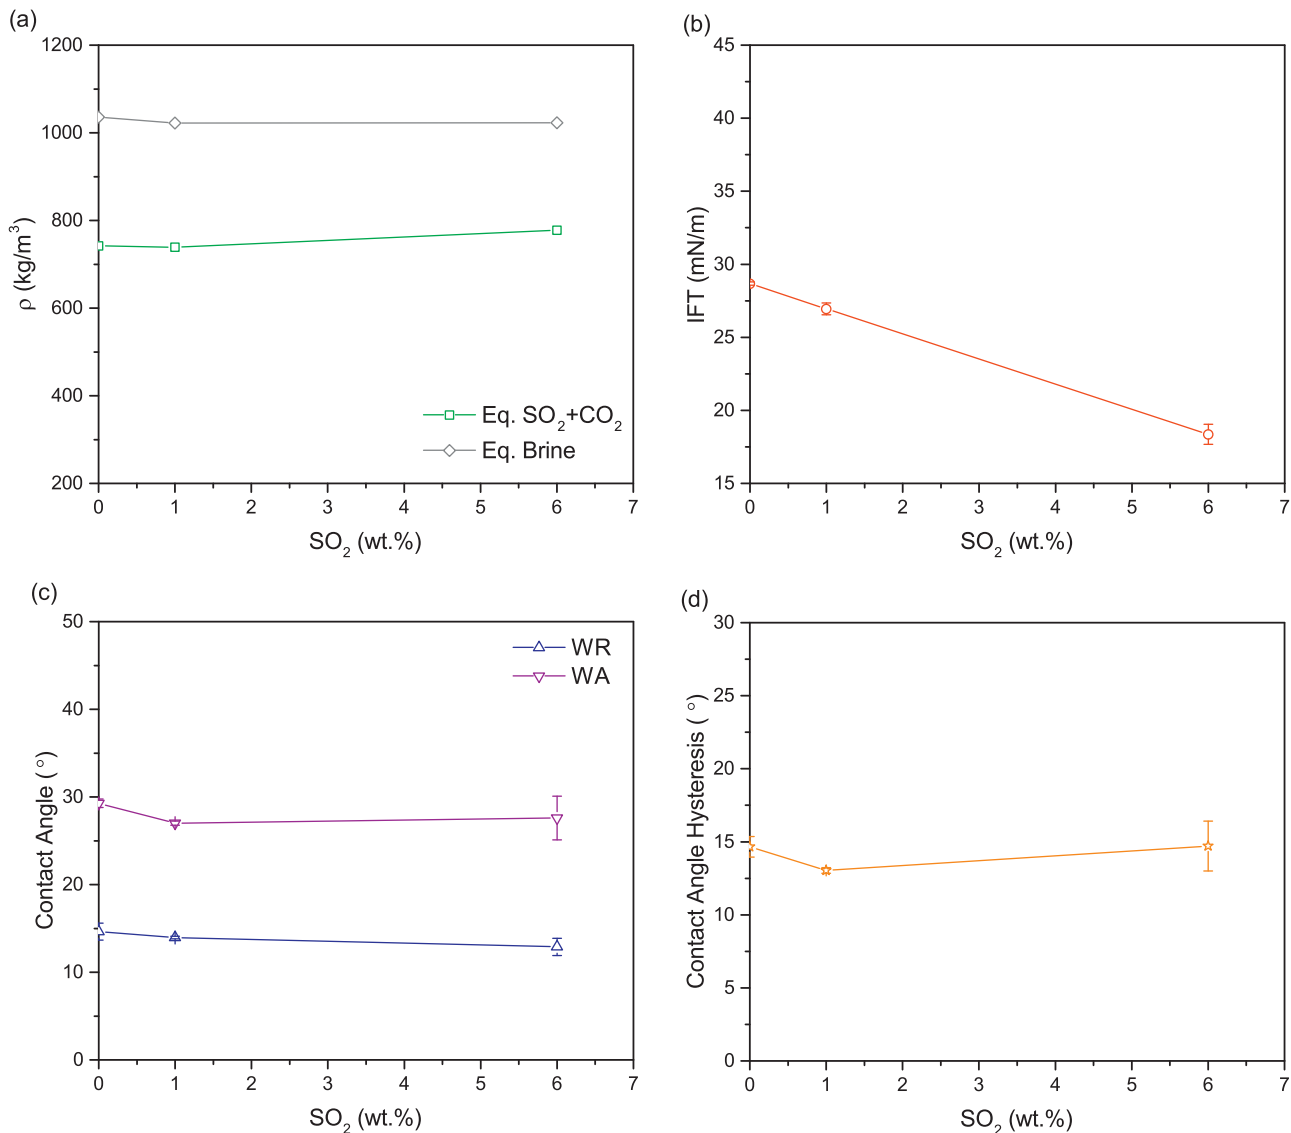 (a)
1200
1000
800
600
400
200
ρ (kg/m³)
0 1 2 3 4 5 6 7
SO₂ (wt.%)
Eq. SO₂+CO₂
Eq. Brine
(b)
45
40
35
30
25
20
15
IFT (mN/m)
0 1 2 3 4 5 6 7
SO₂ (wt.%)
(c)
50
40
30
20
10
0
Contact Angle (°)
0 1 2 3 4 5 6 7
SO₂ (wt.%)
WR
WA
(d)
30
25
20
15
10
5
0
Contact Angle Hysteresis (°)
0 1 2 3 4 5 6 7
SO₂ (wt.%)